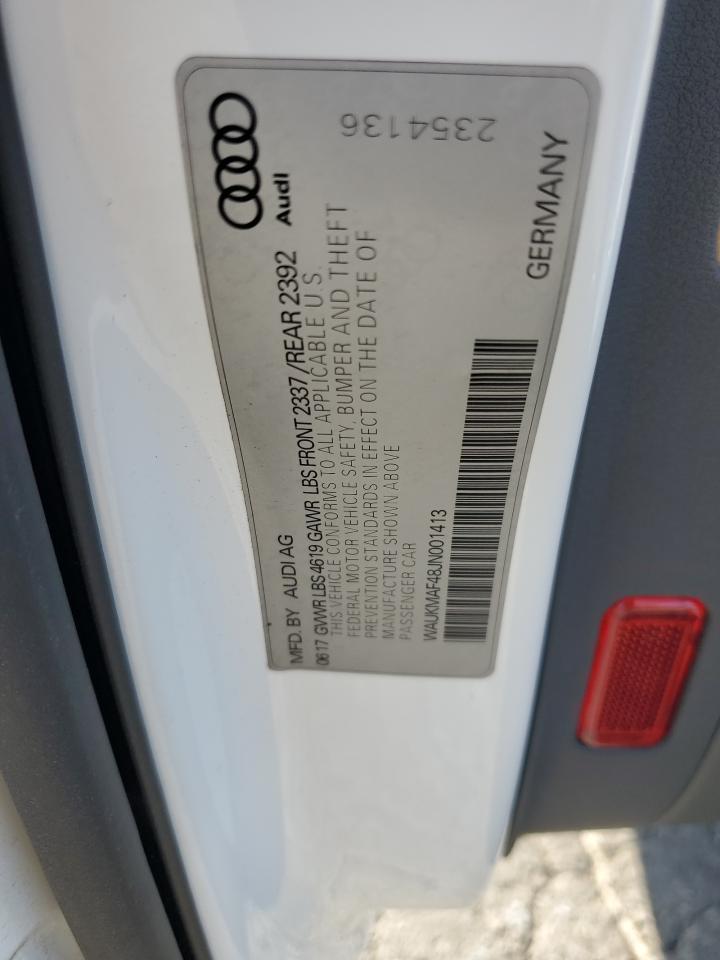 Audi
2354136
MFD. BY AUDI AG
0617 GVWR LBS 4619 GAWR LBS FRONT 2337 / REAR 2392
THIS VEHICLE CONFORMS TO ALL APPLICABLE U.S.
FEDERAL MOTOR VEHICLE SAFETY, BUMPER AND THEFT
PREVENTION STANDARDS IN EFFECT ON THE DATE OF
MANUFACTURE SHOWN ABOVE
PASSENGER CAR
WAUKMAF48JN001413
GERMANY